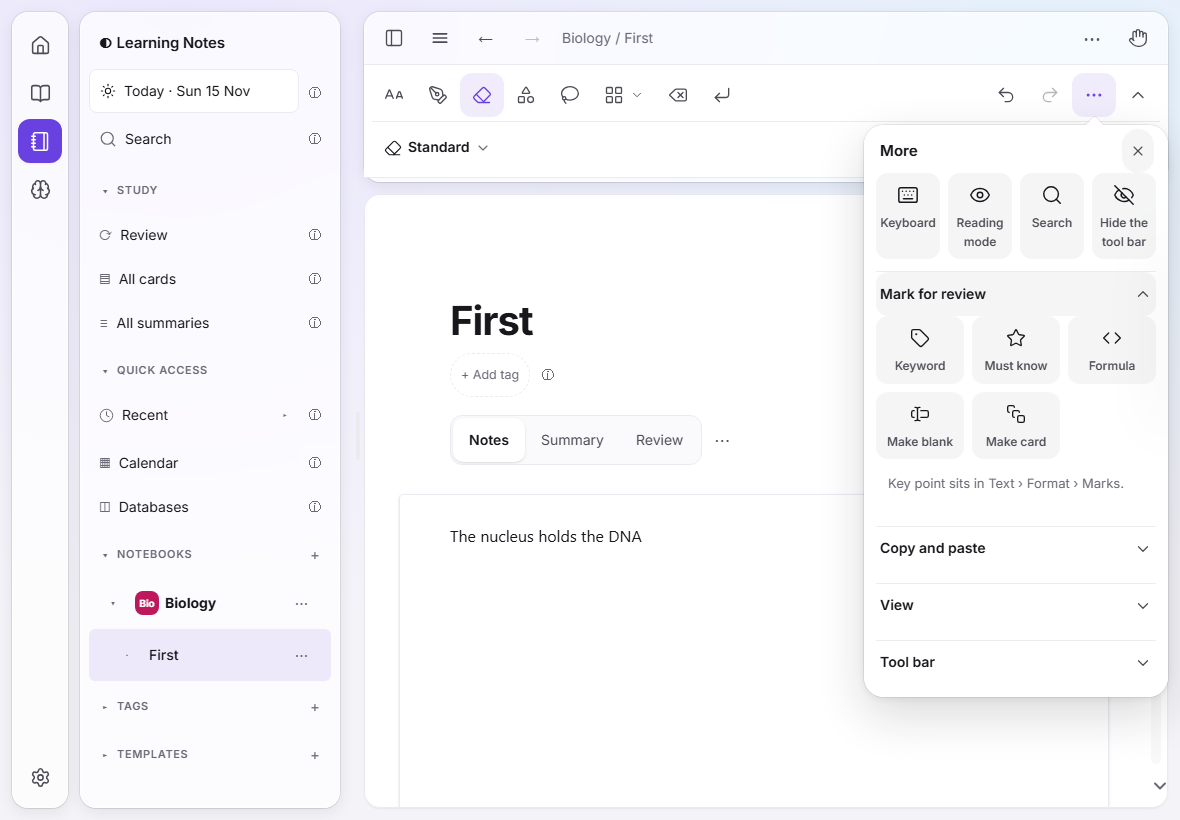 Learning Notes
Today · Sun 15 Nov
Search
STUDY
Review
All cards
All summaries
QUICK ACCESS
Recent
Calendar
Databases
NOTEBOOKS
Bio Biology
First
TAGS
TEMPLATES
Biology / First
AA
Standard
First
+ Add tag
Notes Summary Review
The nucleus holds the DNA
More
Keyboard
Reading mode
Search
Hide the tool bar
Mark for review
Keyword Must know Formula
Make blank Make card
Key point sits in Text › Format › Marks.
Copy and paste
View
Tool bar